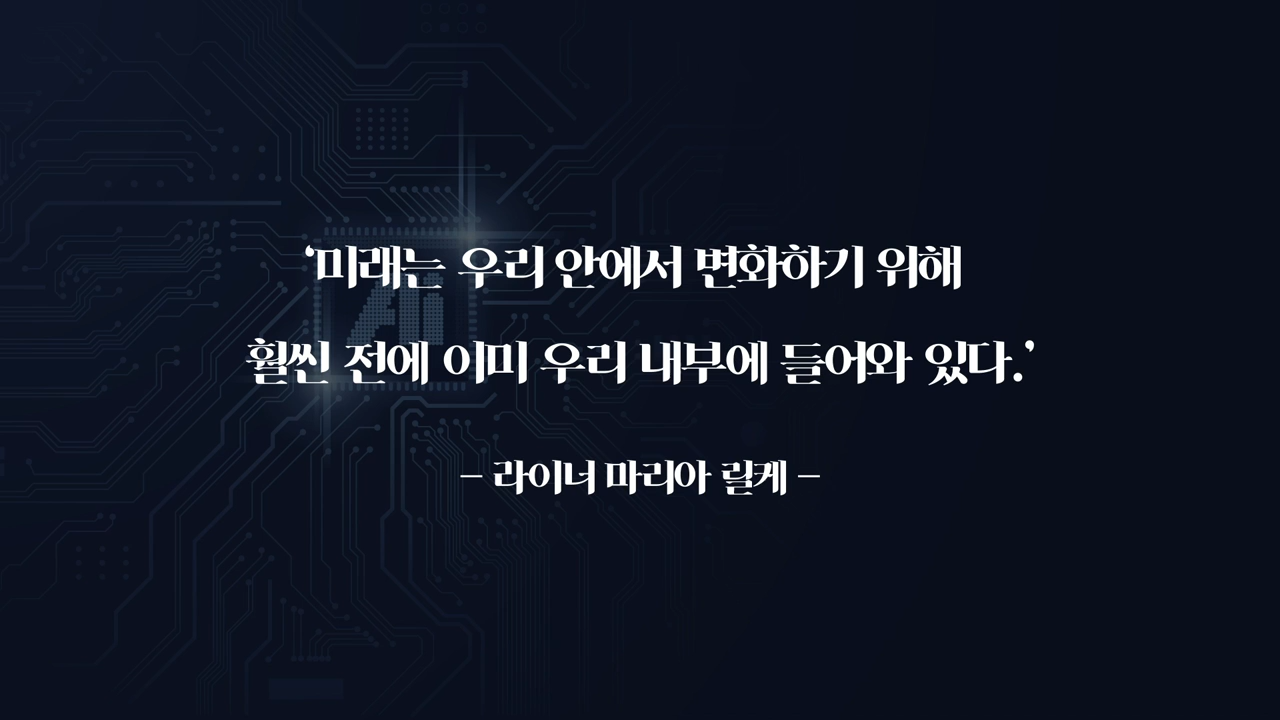 ‘미래는 우리 안에서 변화하기 위해
훨씬 전에 이미 우리 내부에 들어와 있다.’
– 라이너 마리아 릴케 –
Ai